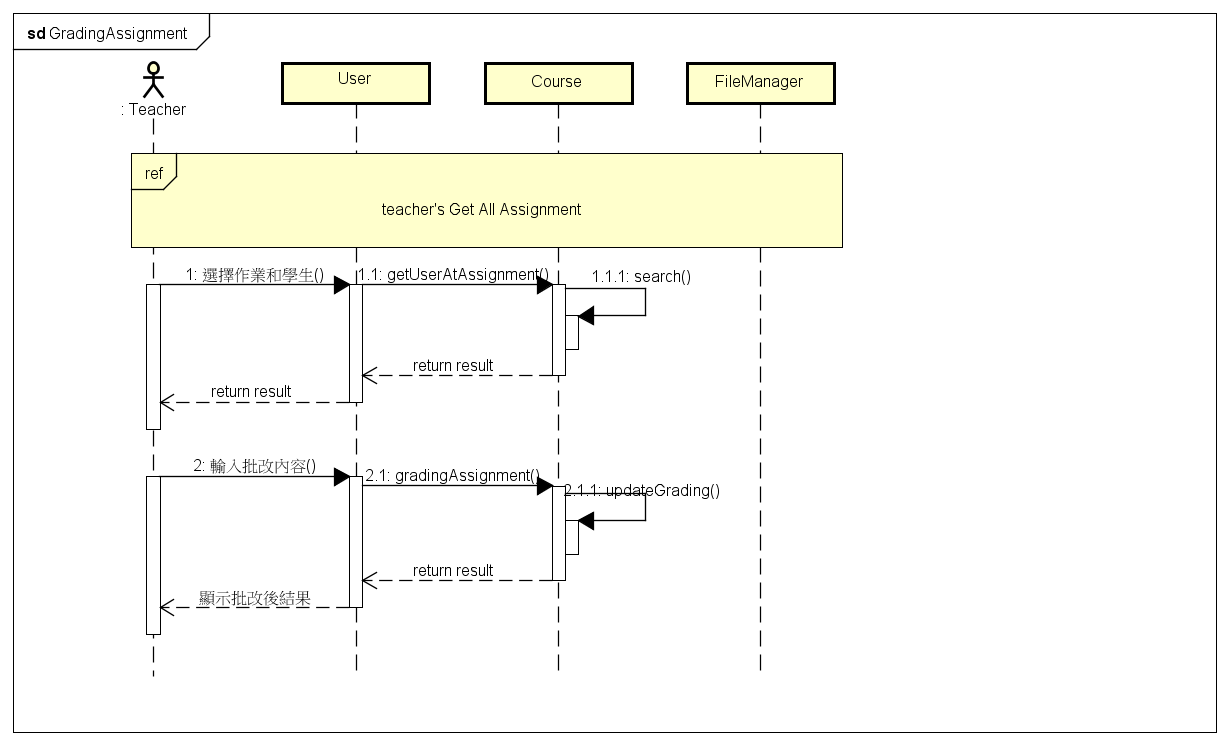 sd GradingAssignment
: Teacher
User
Course
FileManager
ref
teacher's Get All Assignment
1: 選擇作業和學生()
1.1: getUserAtAssignment()
1.1.1: search()
return result
return result
2: 輸入批改內容()
2.1: gradingAssignment()
2.1.1: updateGrading()
return result
顯示批改後結果